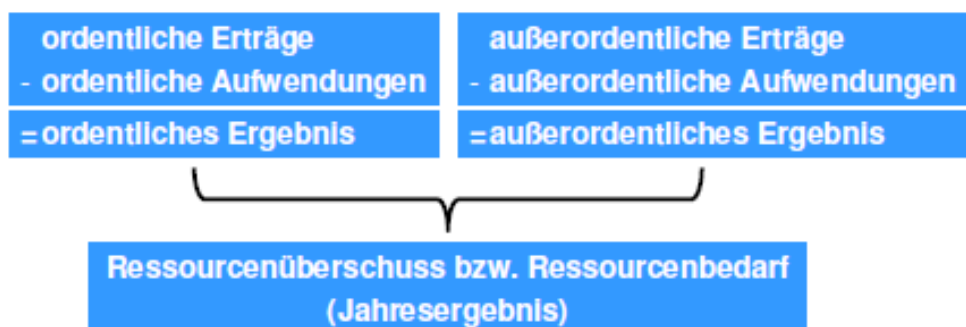 ordentliche Erträge
- ordentliche Aufwendungen
= ordentliches Ergebnis
außerordentliche Erträge
- außerordentliche Aufwendungen
= außerordentliches Ergebnis
Ressourcenüberschuss bzw. Ressourcenbedarf
(Jahresergebnis)